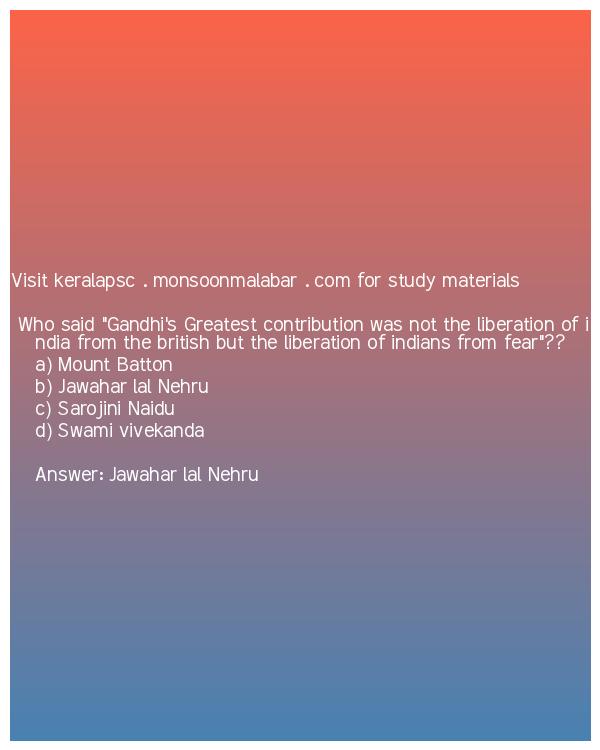 Visit keralapsc . monsoonmalabar . com for study materials
Who said "Gandhi's Greatest contribution was not the liberation of i
ndia from the british but the liberation of indians from fear"??
a) Mount Batton
b) Jawahar lal Nehru
c) Sarojini Naidu
d) Swami vivekanda
Answer: Jawahar lal Nehru